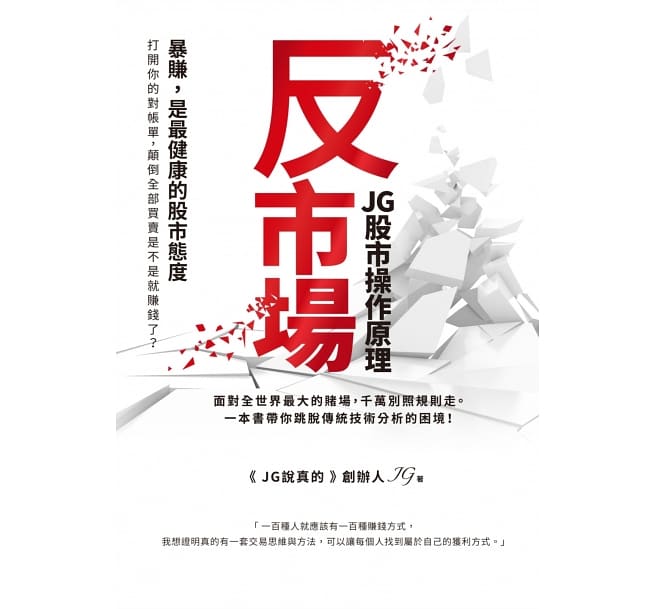 反市場
JG股市操作原理
暴賺，是最健康的股市態度
打開你的對帳單，顛倒全部買賣是不是就賺錢了？
面對全世界最大的賭場，千萬別照規則走。
一本書帶你跳脫傳統技術分析的困境！
《 JG說真的 》創辦人 JG 著
「 一百種人就應該有一百種賺錢方式，
我想證明真的有一套交易思維與方法，可以讓每個人找到屬於自己的獲利方式。」